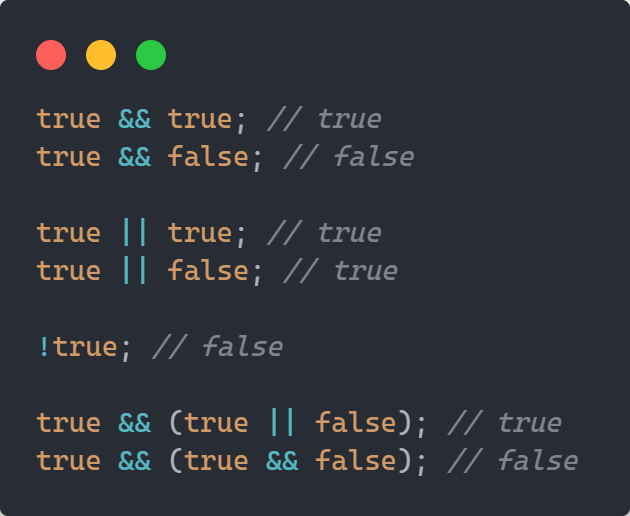 true && true; // true
true && false; // false
true || true; // true
true || false; // true
!true; // false
true && (true || false); // true
true && (true && false); // false